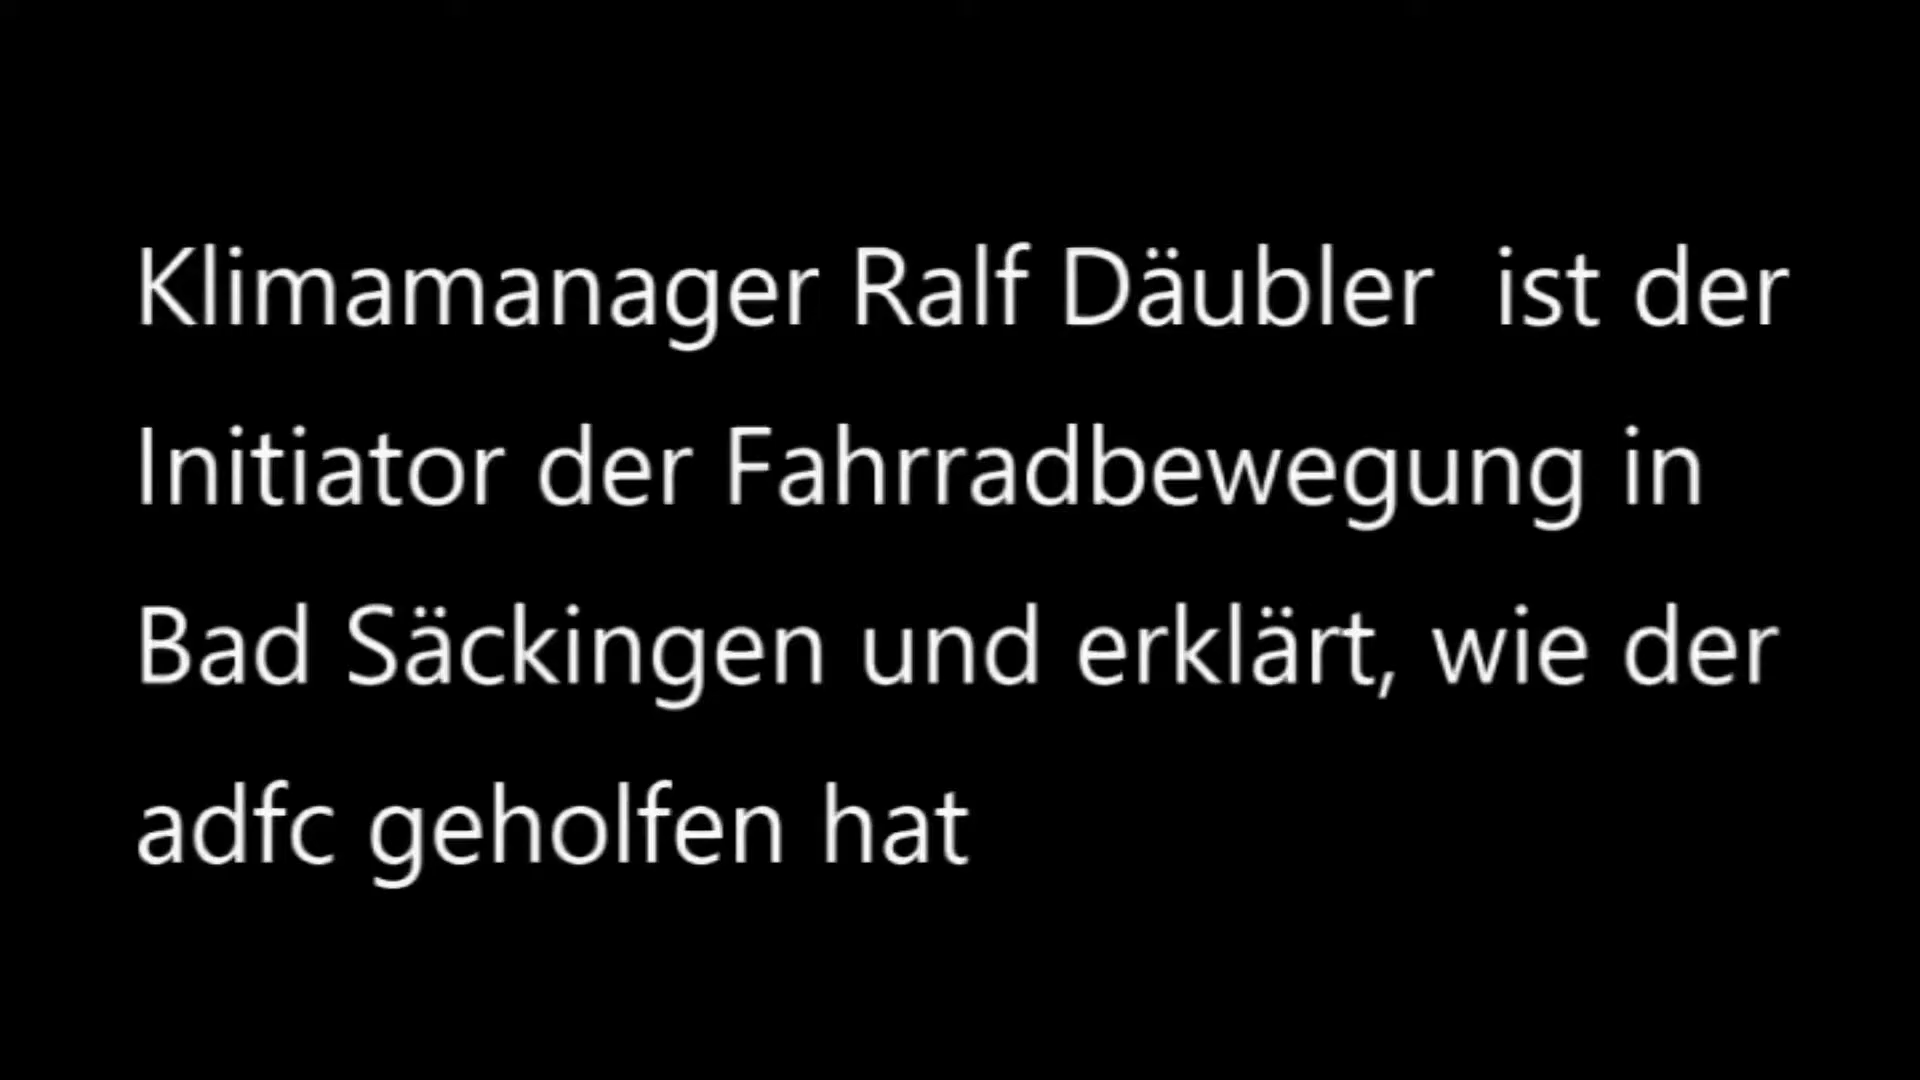 Klimamanager Ralf Däubler  ist der
Initiator der Fahrradbewegung in
Bad Säckingen und erklärt, wie der
adfc geholfen hat